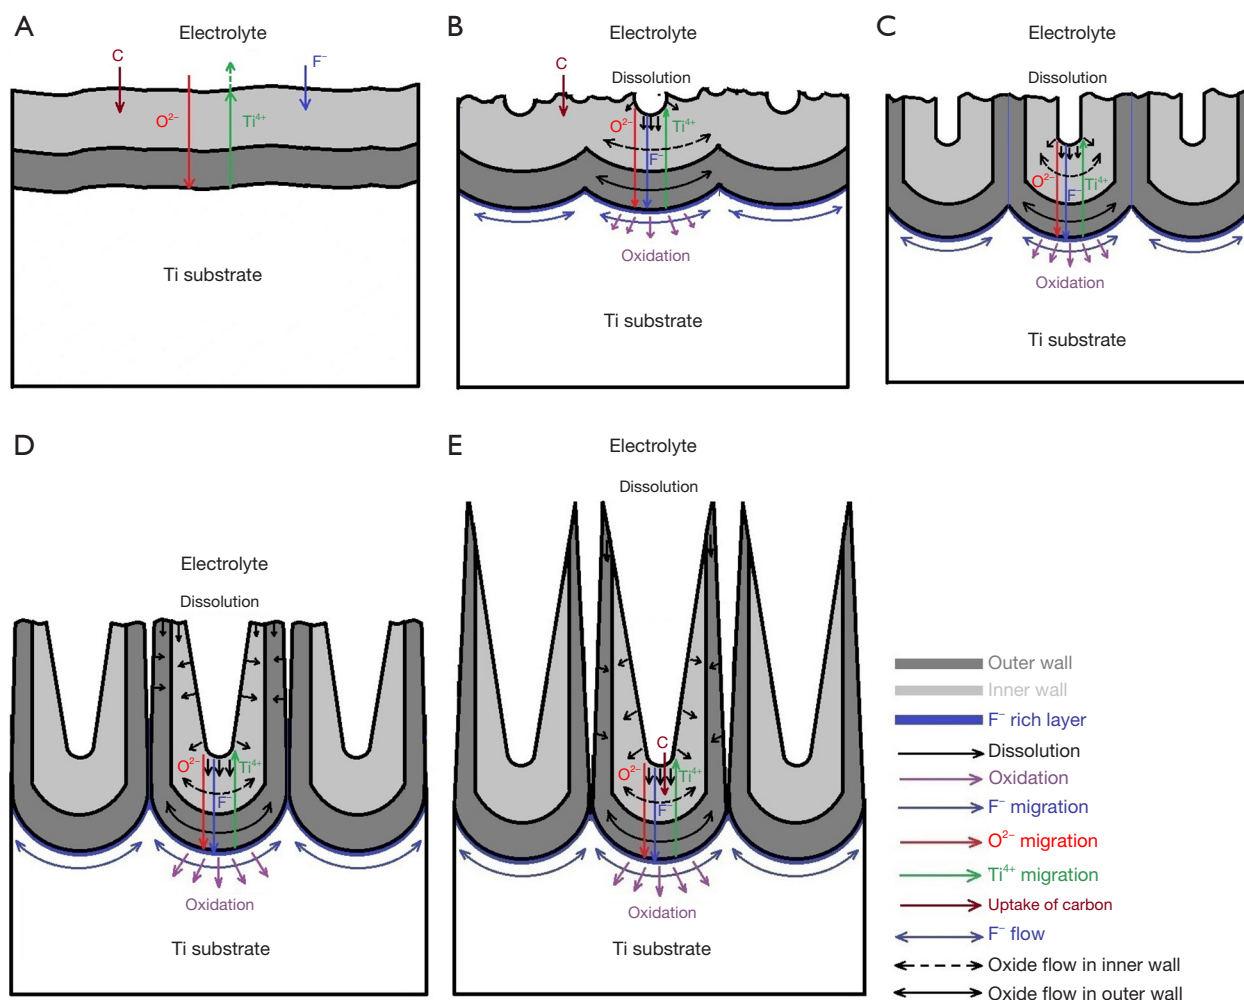 A
Electrolyte
C
F⁻
O²⁻
Ti⁴⁺
Ti substrate
B
Electrolyte
C
Dissolution
O²⁻
Ti⁴⁺
F⁻
Oxidation
Ti substrate
C
Electrolyte
Dissolution
O²⁻
F⁻
Ti⁴⁺
Oxidation
Ti substrate
D
Electrolyte
Dissolution
O²⁻
Ti⁴⁺
F⁻
Oxidation
Ti substrate
E
Electrolyte
Dissolution
C
O²⁻
Ti⁴⁺
F⁻
Oxidation
Ti substrate
Outer wall
Inner wall
F⁻ rich layer
Dissolution
Oxidation
F⁻ migration
O²⁻ migration
Ti⁴⁺ migration
Uptake of carbon
F⁻ flow
Oxide flow in inner wall
Oxide flow in outer wall